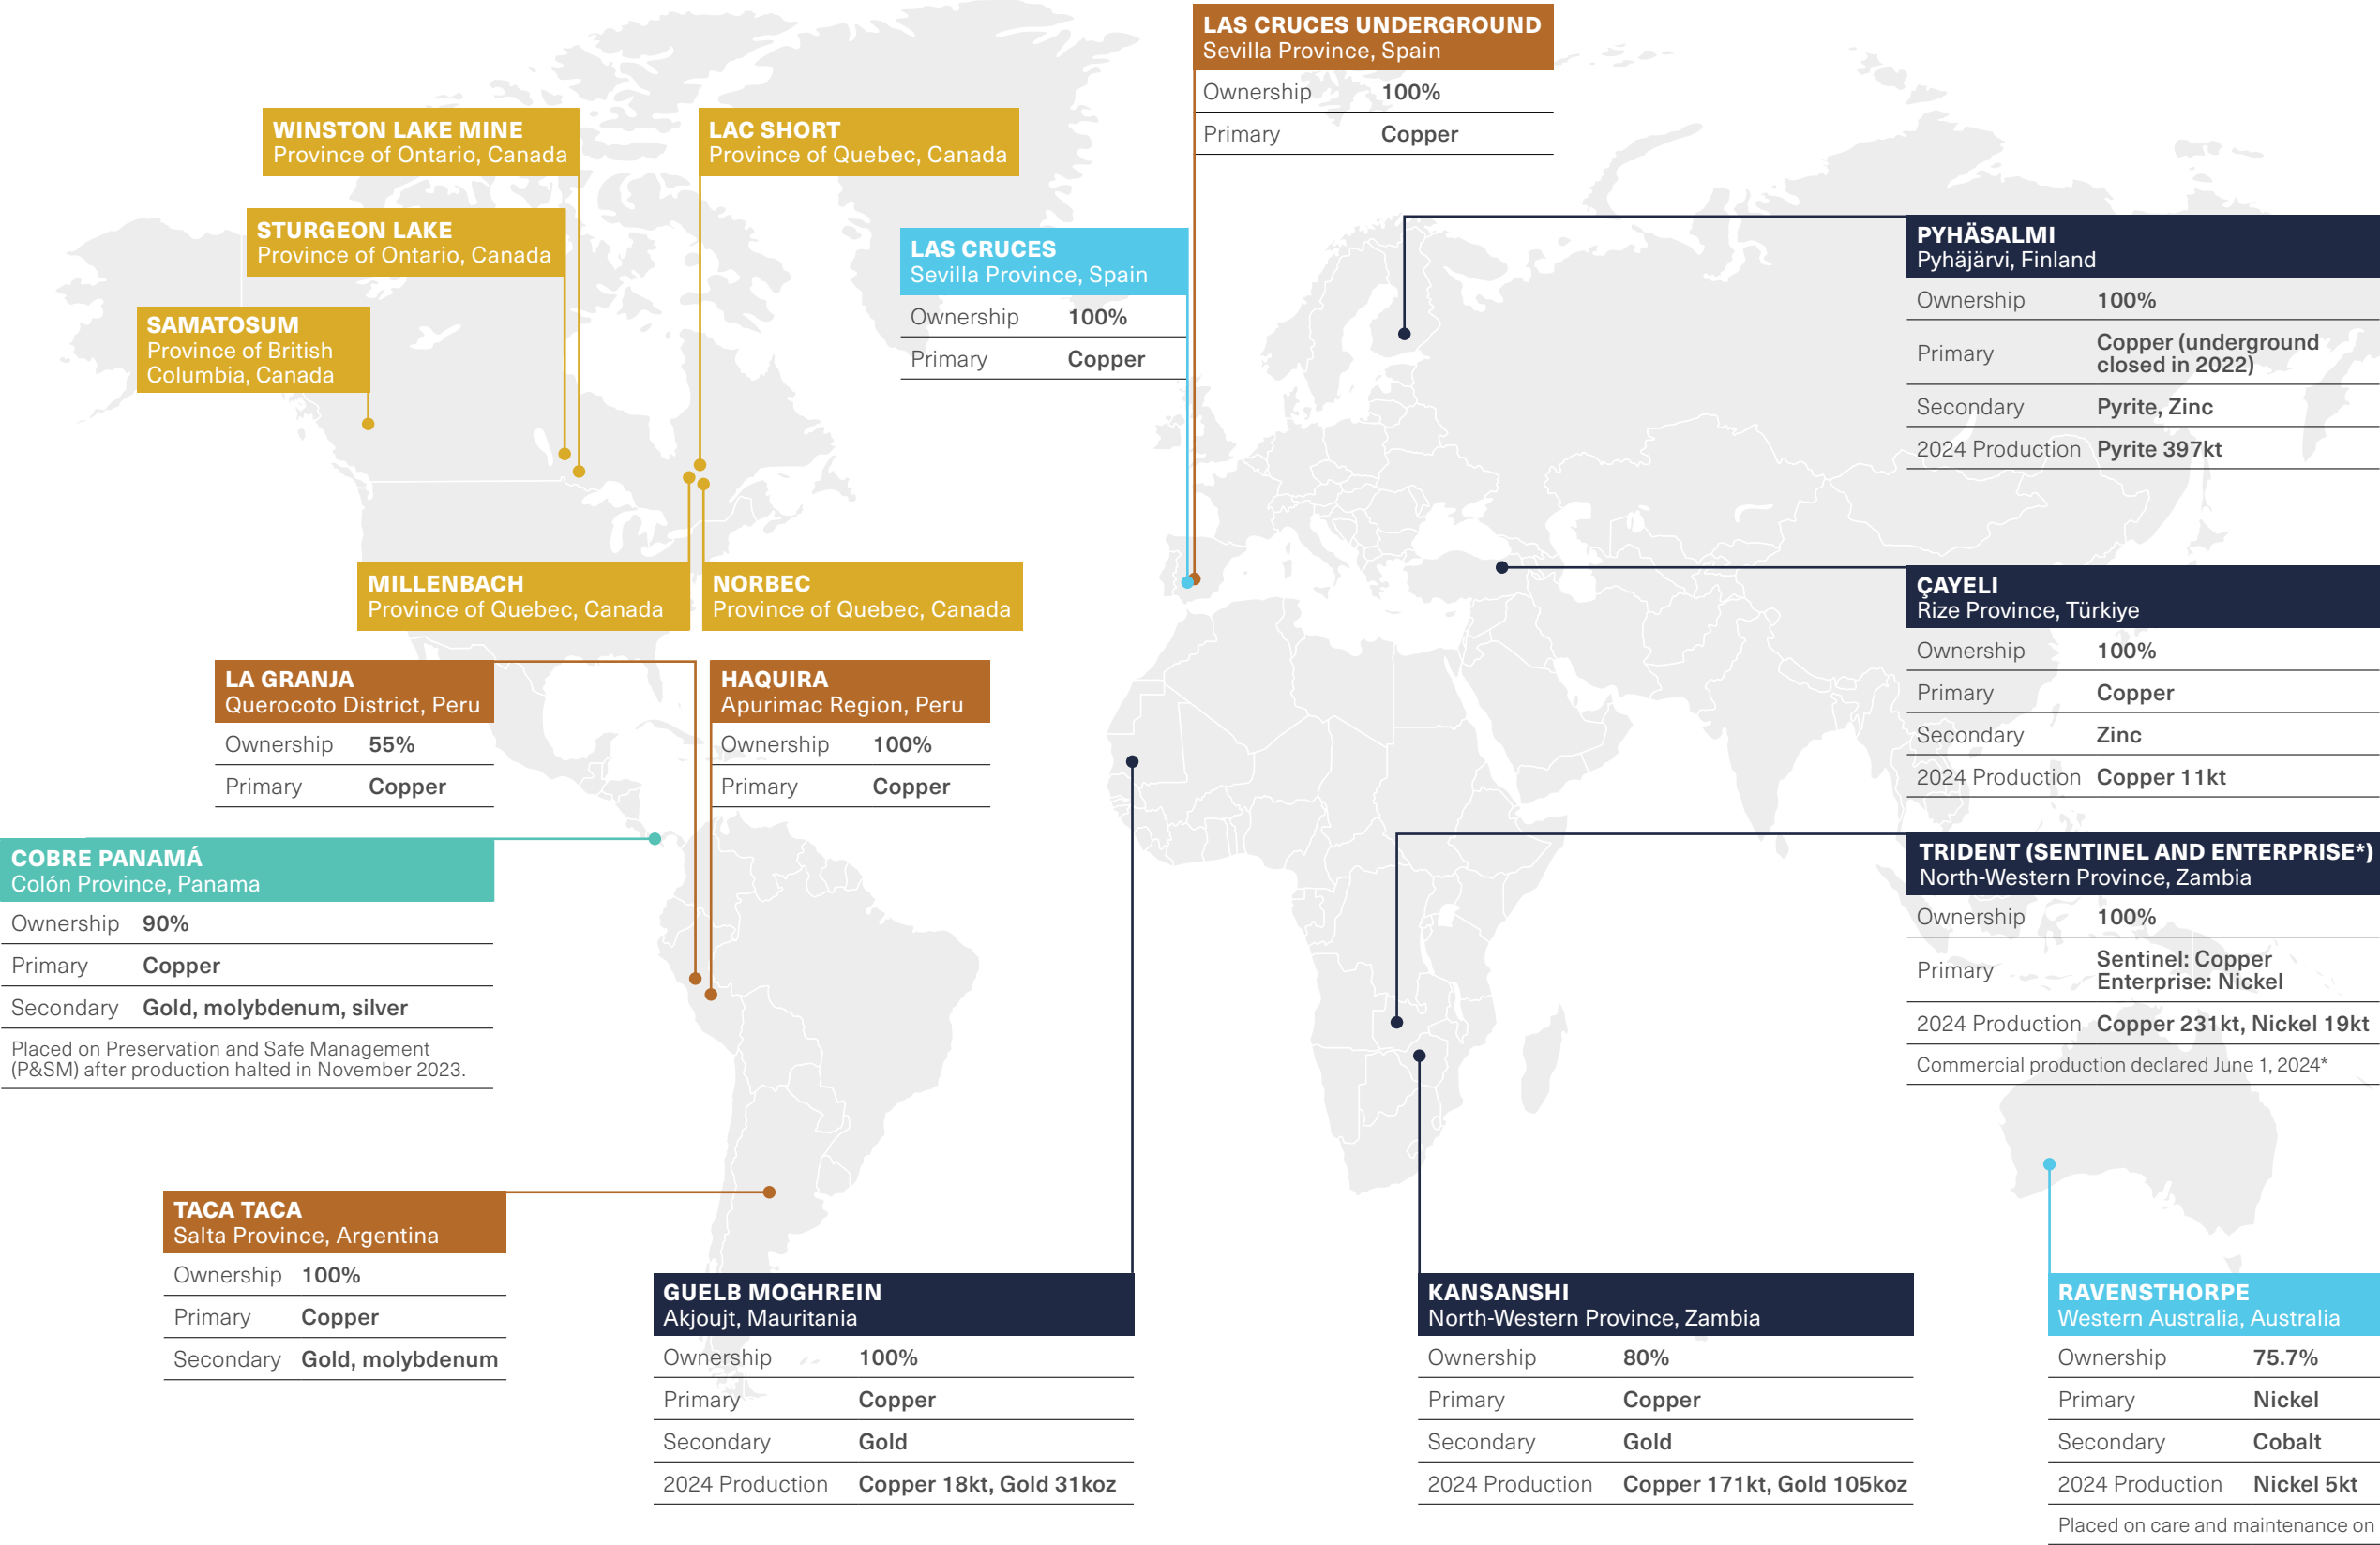 LAS CRUCES UNDERGROUND
Sevilla Province, Spain
Ownership 100%
Primary Copper
WINSTON LAKE MINE
Province of Ontario, Canada
LAC SHORT
Province of Quebec, Canada
STURGEON LAKE
Province of Ontario, Canada
SAMATOSUM
Province of British
Columbia, Canada
LAS CRUCES
Sevilla Province, Spain
Ownership 100%
Primary Copper
PYHÄSALMI
Pyhäjärvi, Finland
Ownership 100%
Primary Copper (underground
closed in 2022)
Secondary Pyrite, Zinc
2024 Production Pyrite 397kt
MILLENBACH
Province of Quebec, Canada
NORBEC
Province of Quebec, Canada
ÇAYELI
Rize Province, Türkiye
Ownership 100%
Primary Copper
Secondary Zinc
2024 Production Copper 11kt
LA GRANJA
Querocoto District, Peru
Ownership 55%
Primary Copper
HAQUIRA
Apurimac Region, Peru
Ownership 100%
Primary Copper
COBRE PANAMÁ
Colón Province, Panama
Ownership 90%
Primary Copper
Secondary Gold, molybdenum, silver
Placed on Preservation and Safe Management
(P&SM) after production halted in November 2023.
TRIDENT (SENTINEL AND ENTERPRISE*)
North-Western Province, Zambia
Ownership 100%
Primary Sentinel: Copper
Enterprise: Nickel
2024 Production Copper 231kt, Nickel 19kt
Commercial production declared June 1, 2024*
TACA TACA
Salta Province, Argentina
Ownership 100%
Primary Copper
Secondary Gold, molybdenum
GUELB MOGHREIN
Akjoujt, Mauritania
Ownership 100%
Primary Copper
Secondary Gold
2024 Production Copper 18kt, Gold 31koz
KANSANSHI
North-Western Province, Zambia
Ownership 80%
Primary Copper
Secondary Gold
2024 Production Copper 171kt, Gold 105koz
RAVENSTHORPE
Western Australia, Australia
Ownership 75.7%
Primary Nickel
Secondary Cobalt
2024 Production Nickel 5kt
Placed on care and maintenance on